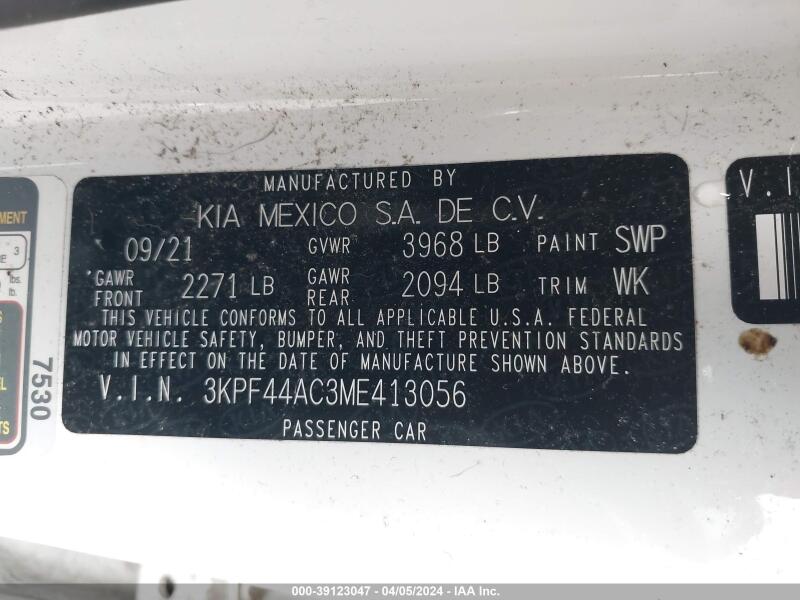 MANUFACTURED BY
KIA MEXICO S.A. DE C.V.
09/21 GVWR 3968 LB PAINT SWP
GAWR FRONT 2271 LB GAWR REAR 2094 LB TRIM WK
THIS VEHICLE CONFORMS TO ALL APPLICABLE U.S.A. FEDERAL
MOTOR VEHICLE SAFETY, BUMPER, AND THEFT PREVENTION STANDARDS
IN EFFECT ON THE DATE OF MANUFACTURE SHOWN ABOVE.
V.I.N. 3KPF44AC3ME413056
PASSENGER CAR
7530
3
lbs.
lb.
V.I
000-39123047 - 04/05/2024 - IAA Inc.